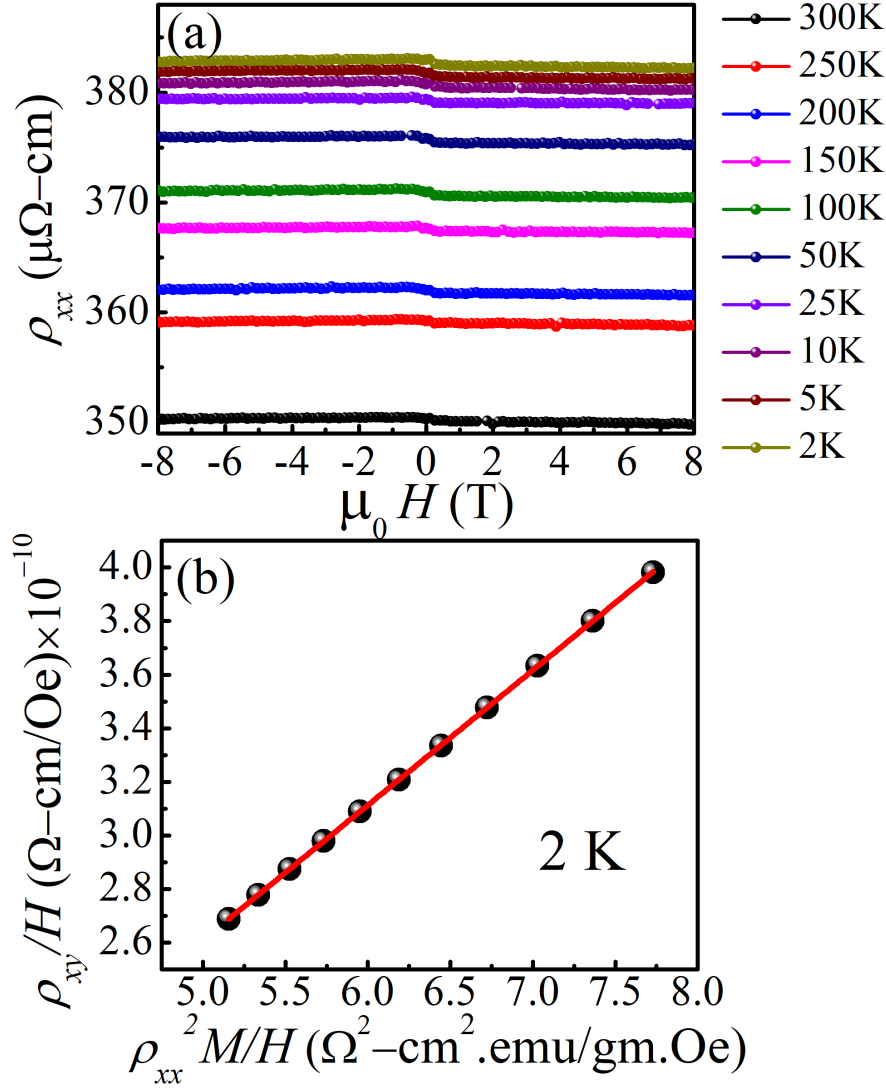 (a)
300K
250K
200K
150K
100K
50K
25K
10K
5K
2K
ρxx (μΩ−cm)
380
370
360
350
-8 -6 -4 -2 0 2 4 6 8
μ0 H (T)
(b)
ρxy/H (Ω−cm/Oe)×10−10
4.0
3.8
3.6
3.4
3.2
3.0
2.8
2.6
2 K
5.0 5.5 6.0 6.5 7.0 7.5 8.0
ρxx2 M/H (Ω2−cm2.emu/gm.Oe)